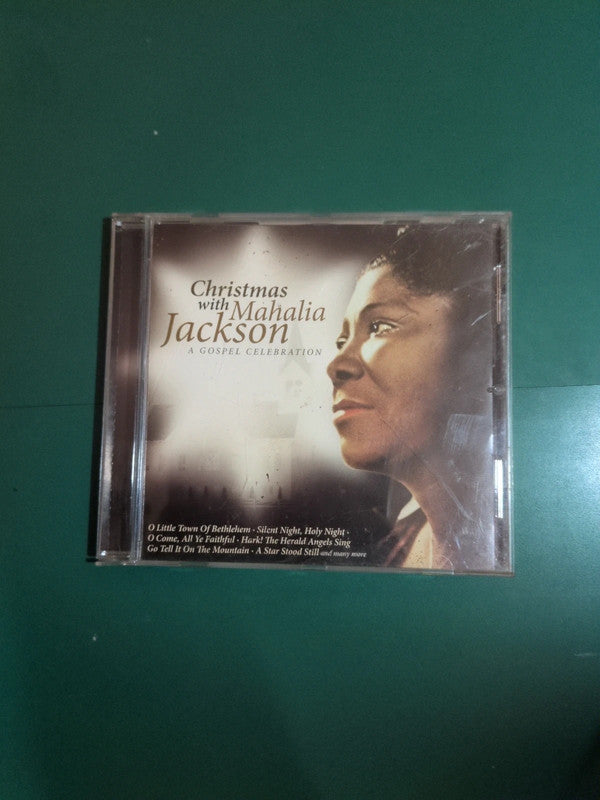 Christmas
with Mahalia
Jackson
A GOSPEL CELEBRATION
O Little Town Of Bethlehem · Silent Night, Holy Night ·
O Come, All Ye Faithful · Hark! The Herald Angels Sing
Go Tell It On The Mountain · A Star Stood Still and many more